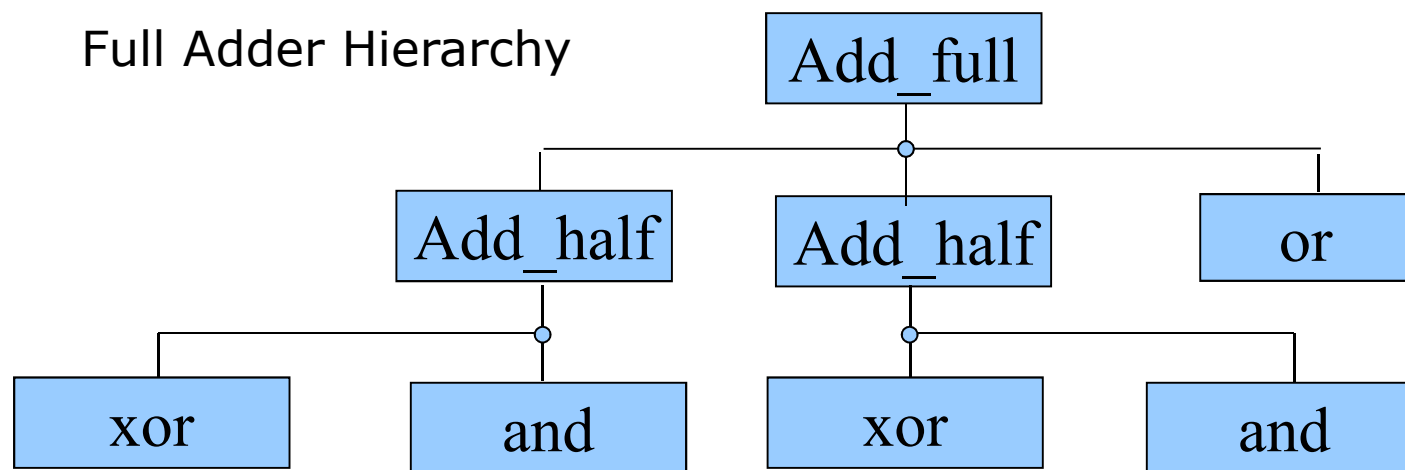 Full Adder Hierarchy
Add_full
Add_half
Add_half
or
xor
and
xor
and